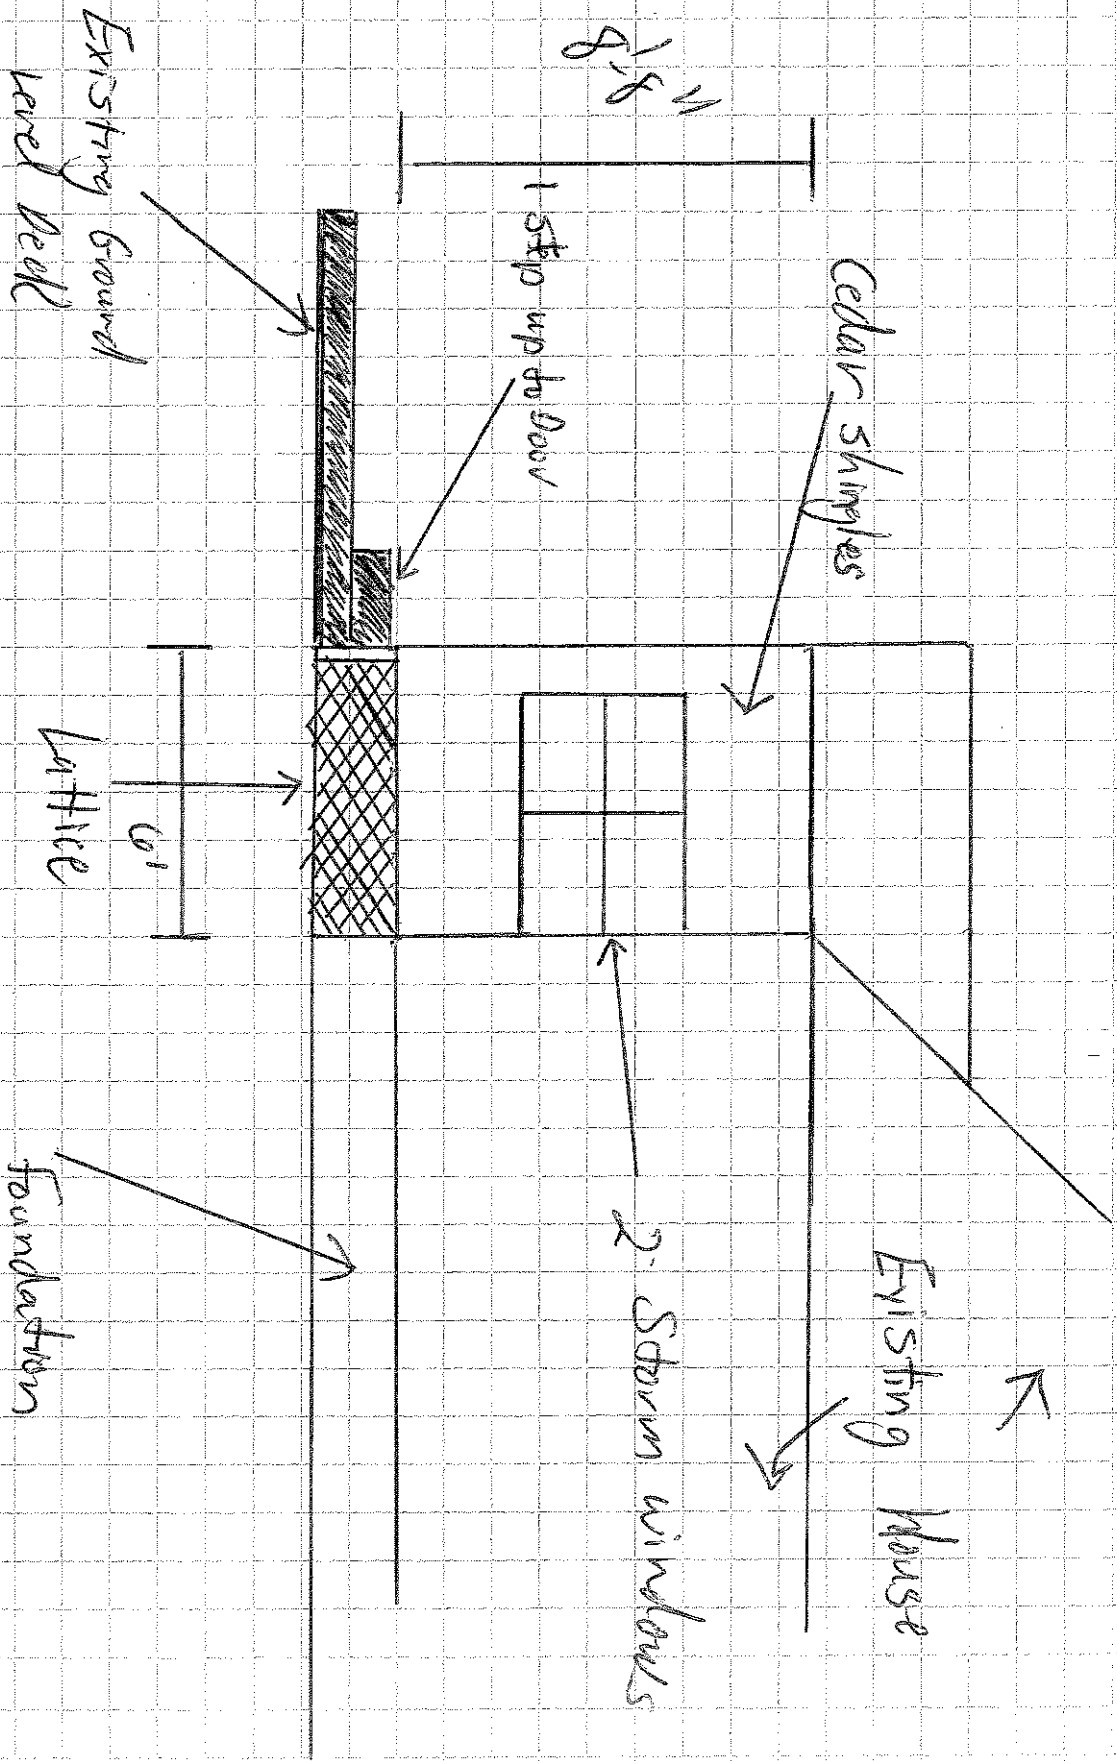 Existing House
Cedar Shingles
2 Storm windows
8'8"
1 Step up to Door
6'
Existing Ground
Level Deck
Lattice
Foundation